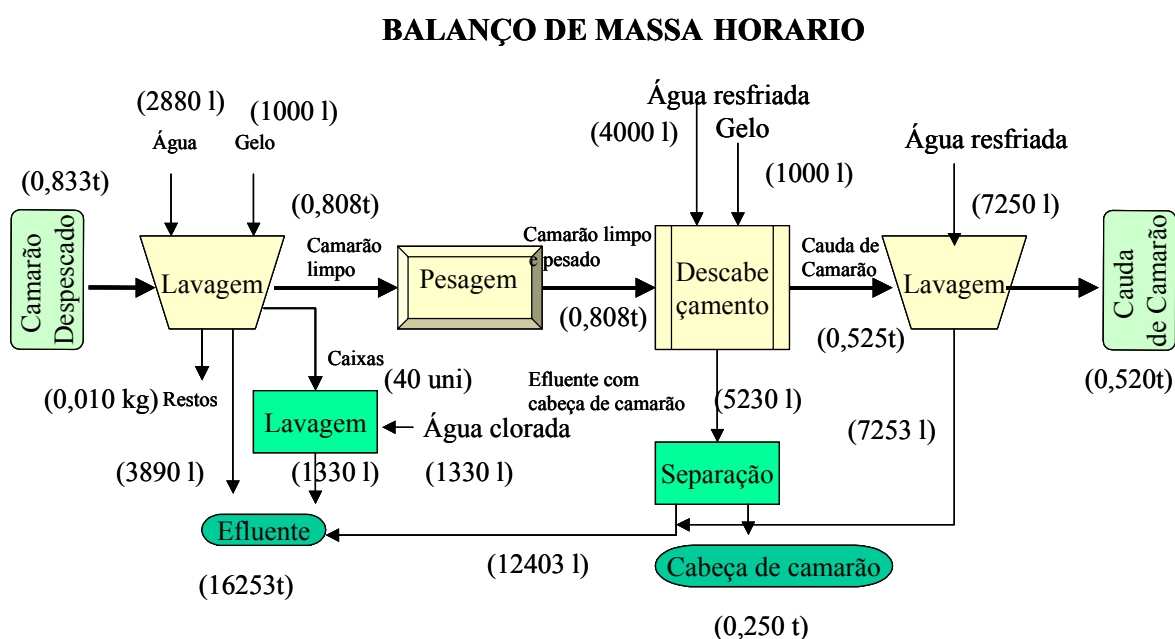 BALANÇO DE MASSA HORARIO
(2880 l)
(1000 l)
Água
Gelo
Água resfriada
(4000 l)
Gelo
(1000 l)
Água resfriada
(7250 l)
(0,833t)
Camarão
Despescado
Lavagem
(0,808t)
Camarão
limpo
Pesagem
Camarão limpo
e pesado
(0,808t)
Descabe
çamento
Cauda de
Camarão
(0,525t)
Lavagem
Cauda
de Camarão
(0,520t)
(0,010 kg)
Restos
Caixas
(40 uni)
Lavagem
Água clorada
(1330 l)
(1330 l)
(3890 l)
Efluente com
cabeça de camarão
(5230 l)
Separação
(7253 l)
Efluente
(16253t)
(12403 l)
Cabeça de camarão
(0,250 t)